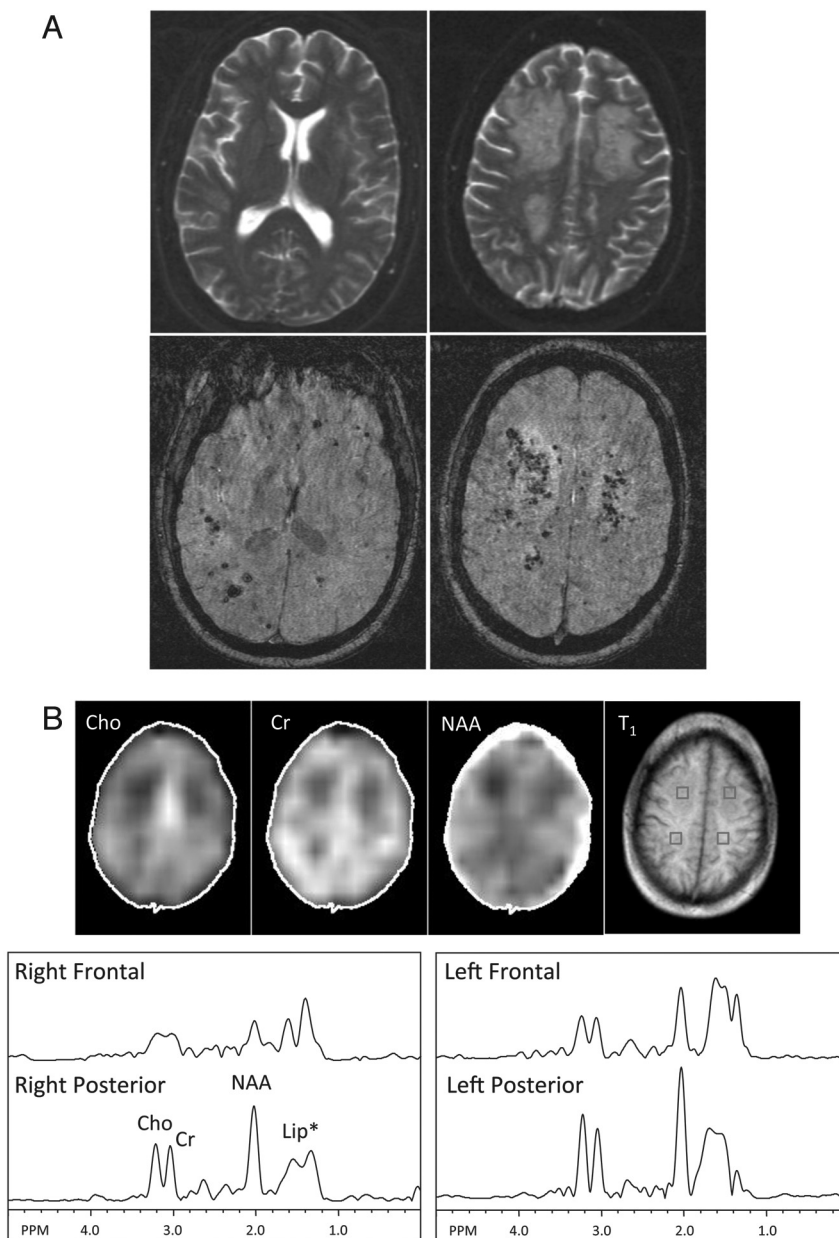 A
B
Cho
Cr
NAA
T₁
Right Frontal
Left Frontal
Right Posterior
NAA
Cho
Cr
Lip*
Left Posterior
PPM 4.0 3.0 2.0 1.0
PPM 4.0 3.0 2.0 1.0